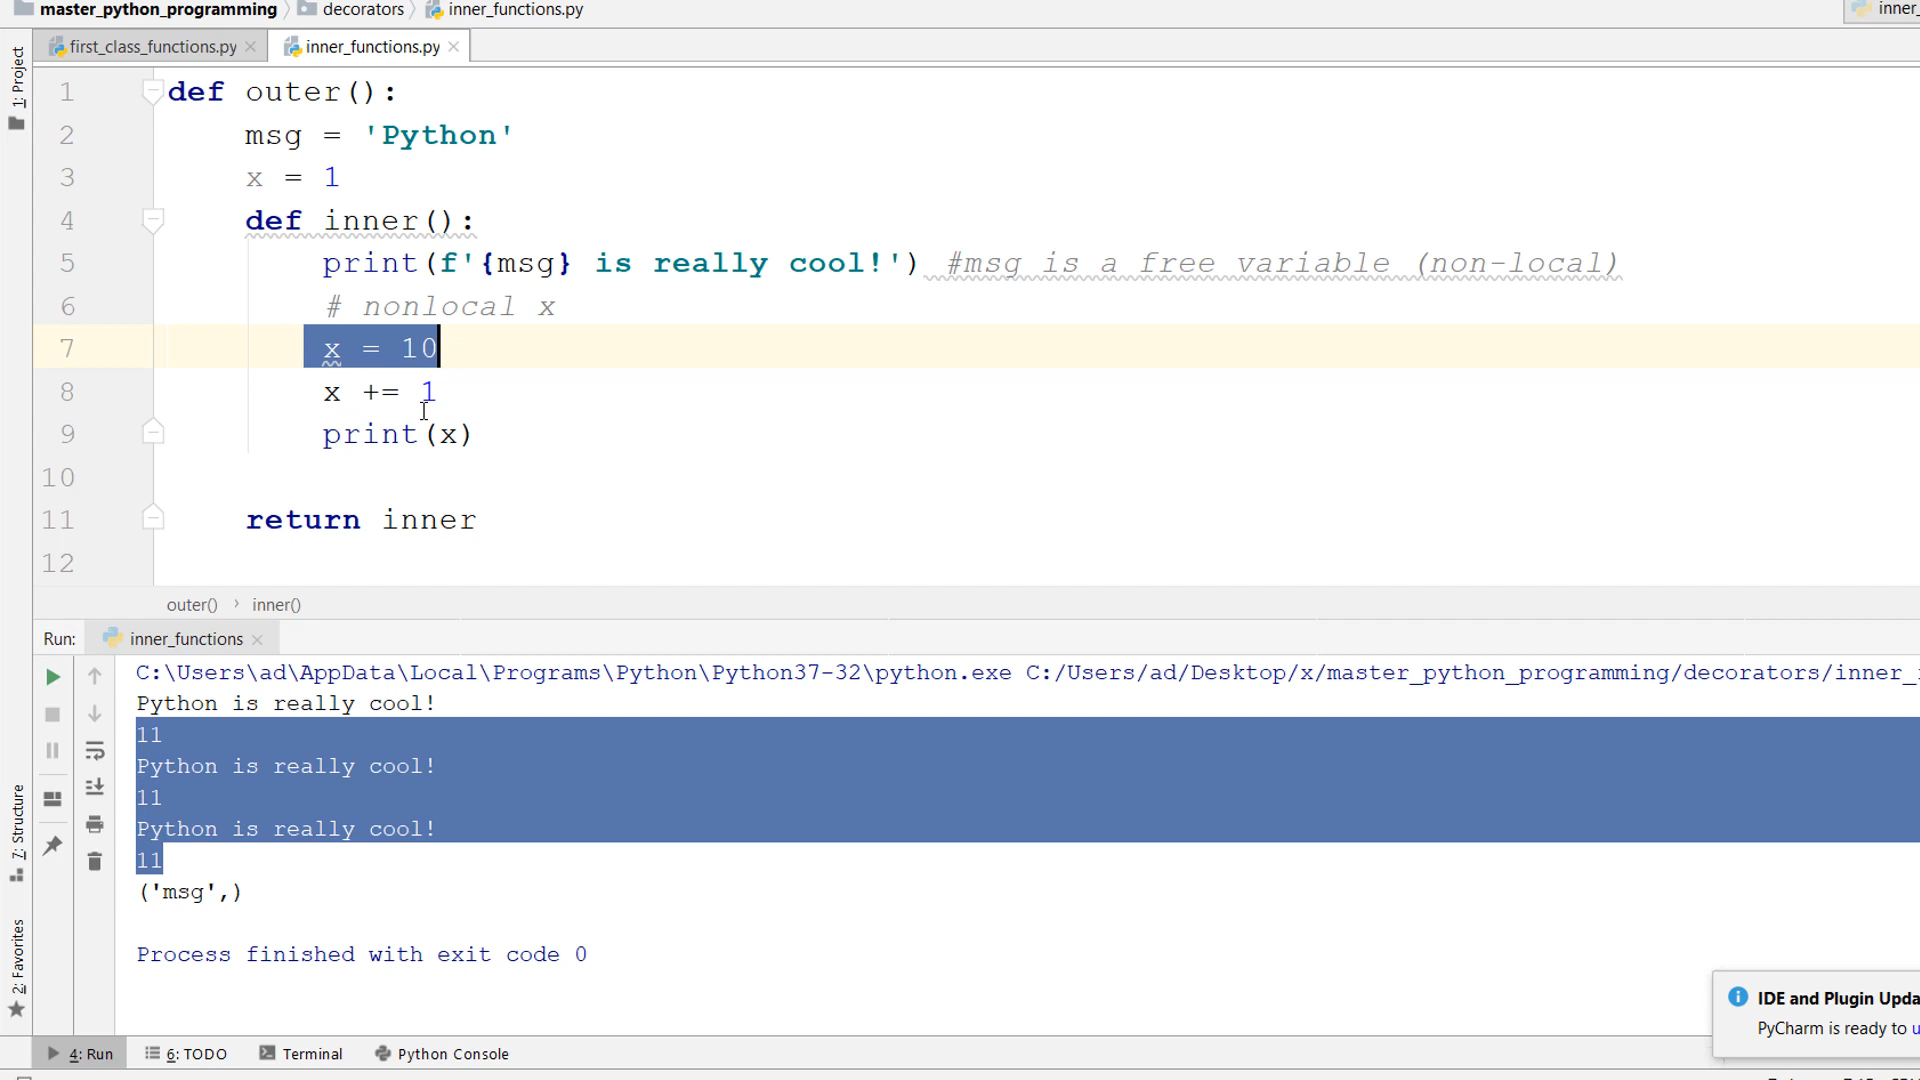 master_python_programming decorators inner_functions.py
inner_
first_class_functions.py inner_functions.py
1: Project
1 def outer():
2 msg = 'Python'
3 x = 1
4 def inner():
5 print(f'{msg} is really cool!') #msg is a free variable (non-local)
6 # nonlocal x
7 x = 10
8 x += 1
9 print(x)
10
11 return inner
12
outer() inner()
Run: inner_functions
C:\Users\ad\AppData\Local\Programs\Python\Python37-32\python.exe C:/Users/ad/Desktop/x/master_python_programming/decorators/inner_
Python is really cool!
11
Python is really cool!
11
Python is really cool!
11
('msg',)
Process finished with exit code 0
7: Structure
2: Favorites
IDE and Plugin Upda
PyCharm is ready to u
4: Run 6: TODO Terminal Python Console